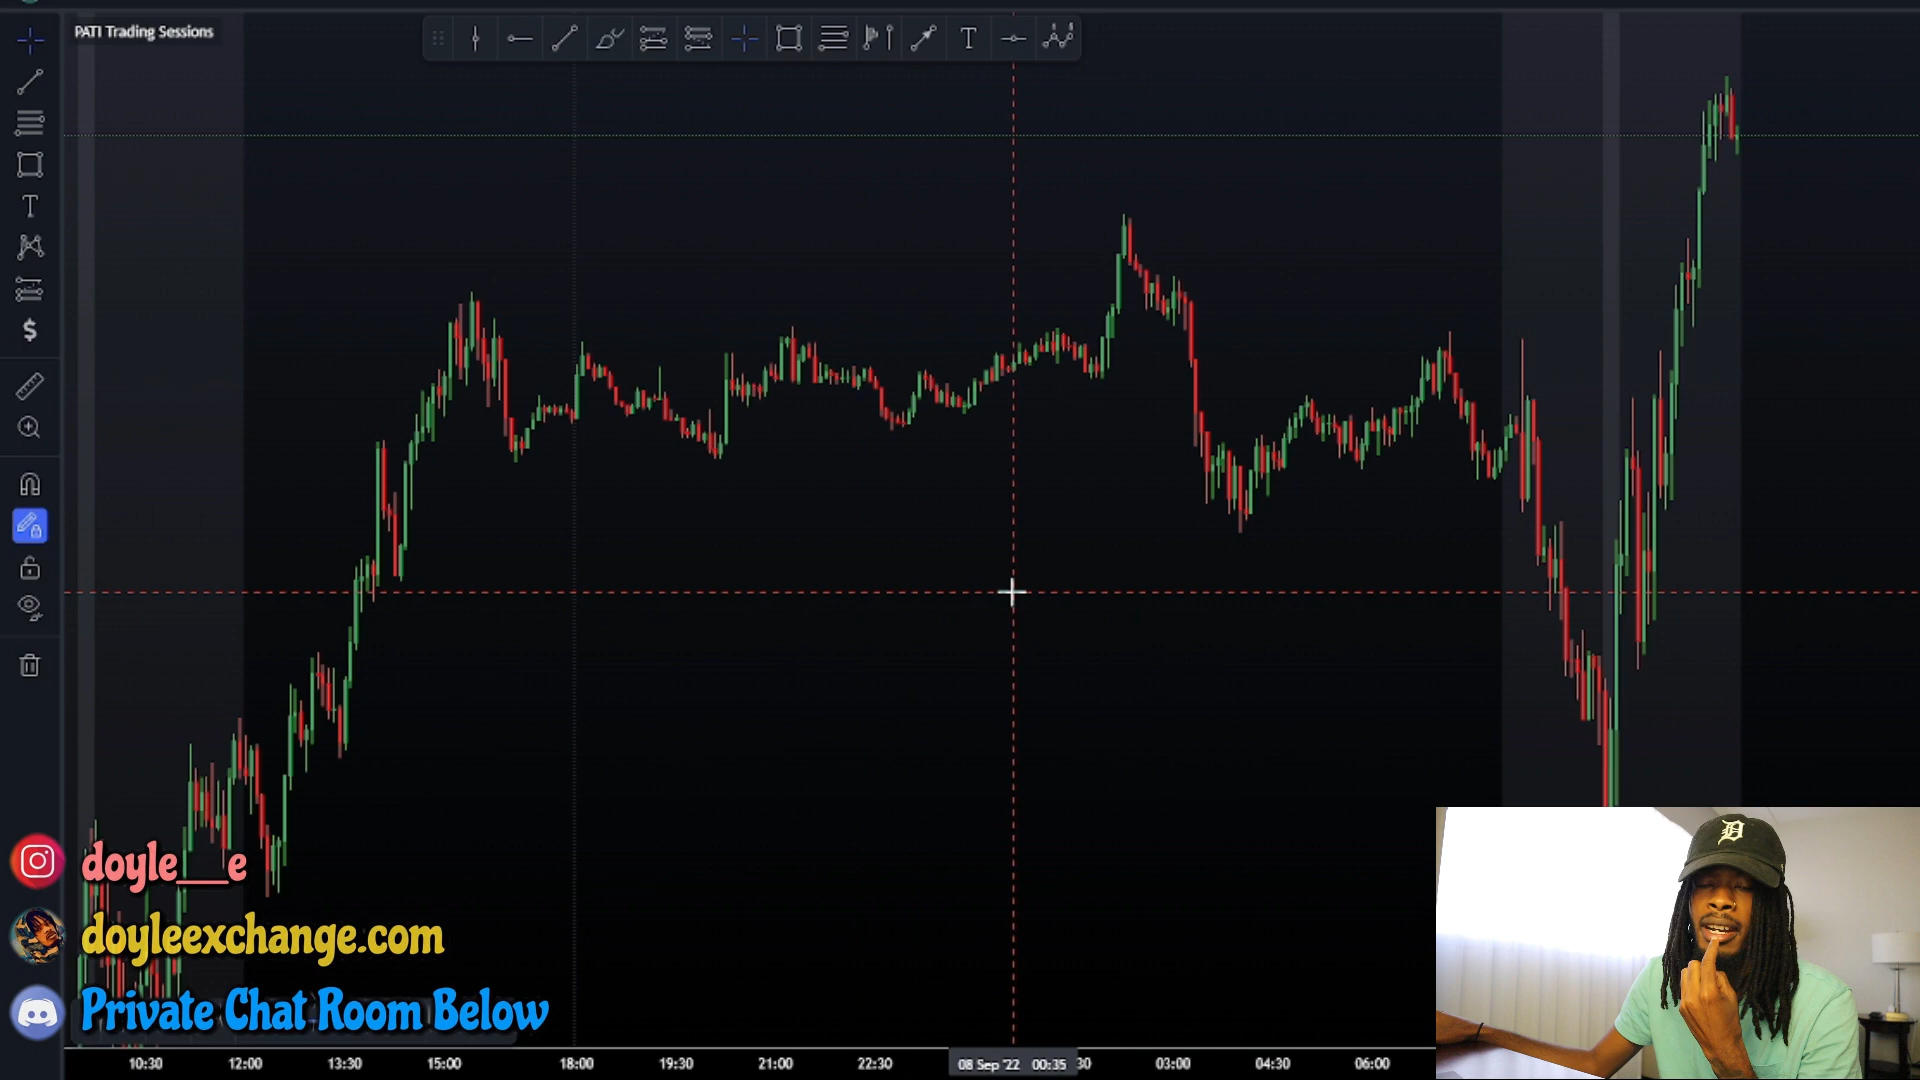 PATI Trading Sessions
doyle__e
doyleexchange.com
Private Chat Room Below
10:30 12:00 13:30 15:00 18:00 19:30 21:00 22:30 08 Sep '22 00:35 30 03:00 04:30 06:00